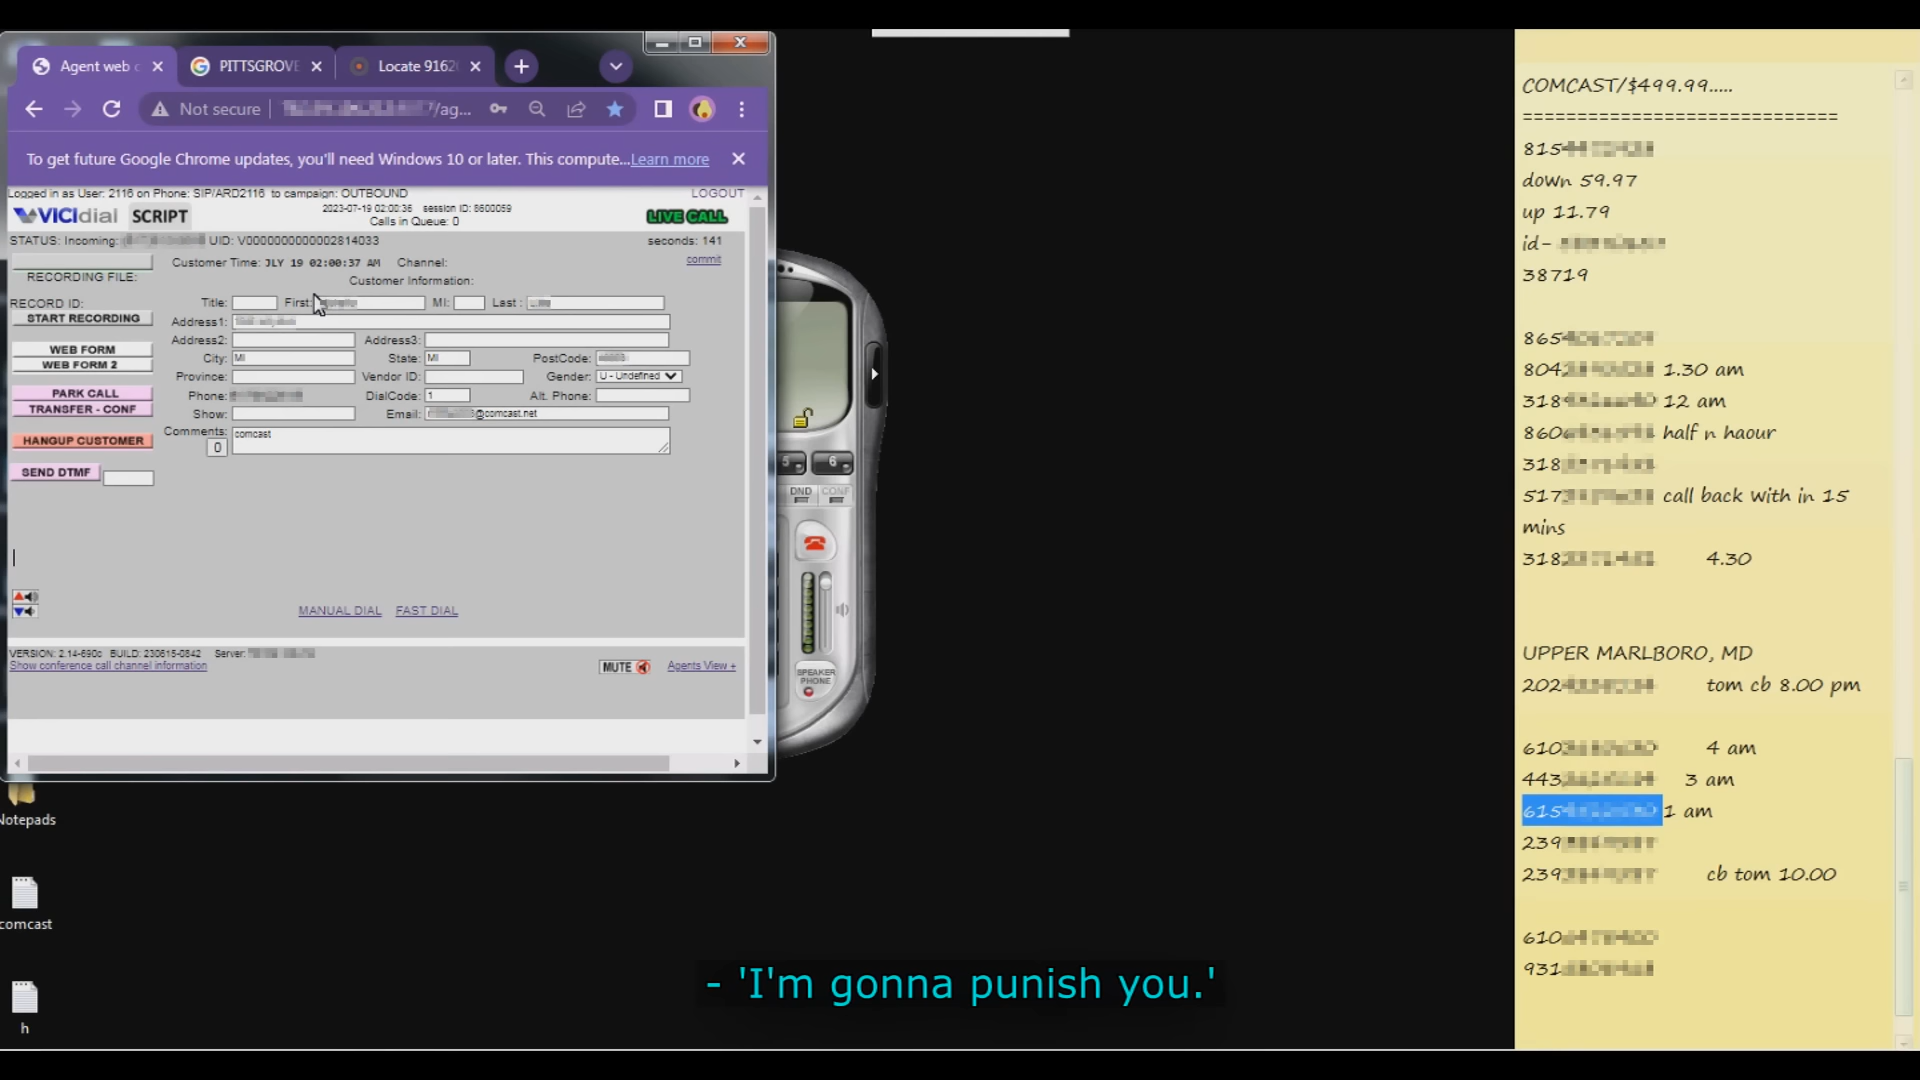 Agent web c
PITTSGROVE
Locate 9162
Not secure
/ag...
To get future Google Chrome updates, you'll need Windows 10 or later. This compute... Learn more
Logged in as User: 2116 on Phone: SIP/ARD2116 to campaign: OUTBOUND
LOGOUT
VICIdial SCRIPT
2023-07-19 02:00:36 session ID: 8600059
Calls in Queue: 0
LIVE CALL
STATUS: Incoming: UID: V0000000000002814033
seconds: 141
Customer Time: JLY 19 02:00:37 AM Channel:
commit
Customer Information:
RECORDING FILE:
RECORD ID:
START RECORDING
WEB FORM
WEB FORM 2
PARK CALL
TRANSFER - CONF
HANGUP CUSTOMER
SEND DTMF
Title: First: MI: Last :
Address1:
Address2: Address3:
City: MI State: MI PostCode:
Province: Vendor ID: Gender: U - Undefined
Phone: DialCode: 1 Alt. Phone:
Show: Email: @comcast.net
Comments: comcast
0
MANUAL DIAL FAST DIAL
VERSION: 2.14-690c BUILD: 230615-0842 Server:
Show conference call channel information
MUTE
Agents View +
5 6
DND CONF
SPEAKER
PHONE
Notepads
comcast
h
COMCAST/$499.99.....
============================
815
down 59.97
up 11.79
id-
38719
865
804 1.30 am
318 12 am
860 half n haour
318
517 call back with in 15
mins
318 4.30
UPPER MARLBORO, MD
202 tom cb 8.00 pm
610 4 am
443 3 am
615 1 am
239
239 cb tom 10.00
610
931
- 'I'm gonna punish you.'